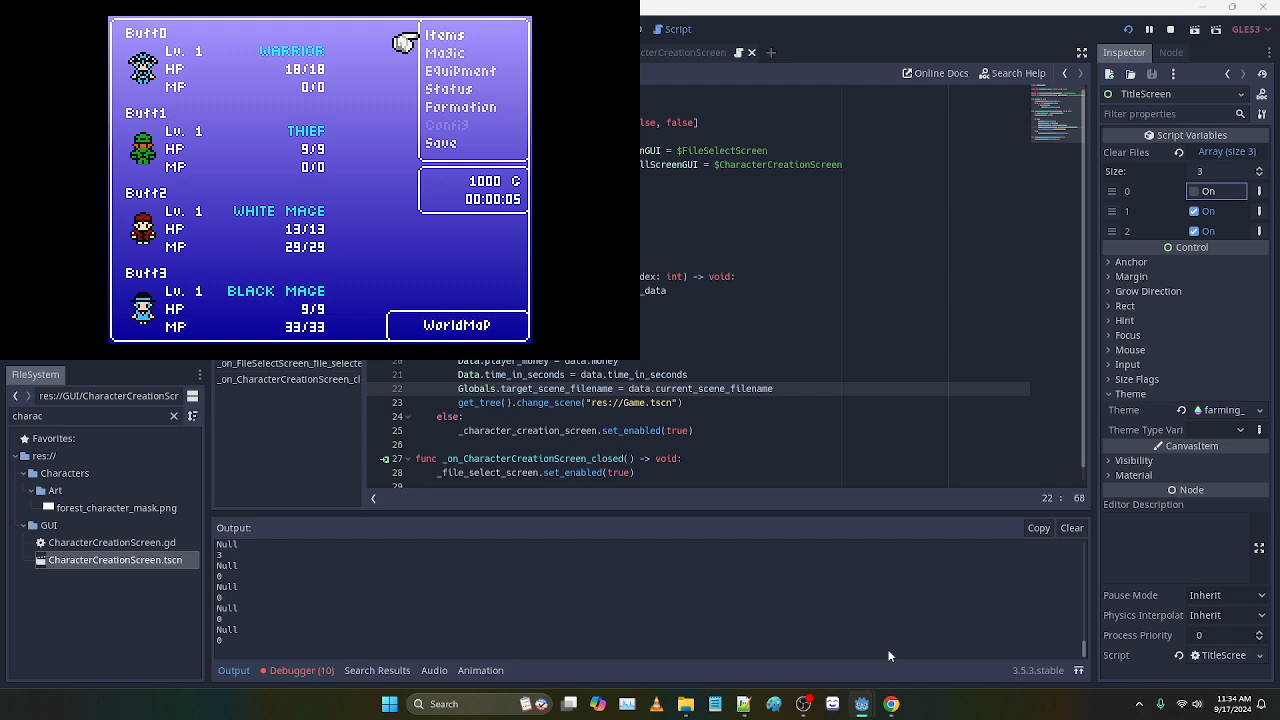 Butt0
Lv. 1 WARRIOR
HP 18/18
MP 0/0
Butt1
Lv. 1 THIEF
HP 9/9
MP 0/0
Butt2
Lv. 1 WHITE MAGE
HP 13/13
MP 29/29
Butt3
Lv. 1 BLACK MAGE
HP 9/9
MP 33/33
Items
Magic
Equipment
Status
Formation
Config
Save
1000 G
00:00:05
WorldMap
Script
GLES3
CreationScreen
Inspector
Node
Online Docs
Search Help
TitleScreen
Filter properties
Script Variables
Clear Files
Array (size 3)
Size:
3
0
On
1
On
2
On
Control
Anchor
Margin
Grow Direction
Rect
Hint
Focus
Mouse
Input
Size Flags
Theme
Theme
farming_
Theme Type Vari
CanvasItem
Visibility
Material
Node
Editor Description
Pause Mode
Inherit
Physics Interpolat
Inherit
Process Priority
0
Script
TitleScree
lse, false]
nGUI = $FileSelectScreen
llScreenGUI = $CharacterCreationScreen
dex: int) -> void:
_data
Data.player_money = data.money
21 Data.time_in_seconds = data.time_in_seconds
22 Globals.target_scene_filename = data.current_scene_filename
23 get_tree().change_scene("res://Game.tscn")
24 else:
25 _character_creation_screen.set_enabled(true)
26
27 func _on_CharacterCreationScreen_closed() -> void:
28 _file_select_screen.set_enabled(true)
29
22 : 68
_on_FileSelectScreen_file_selecte
_on_CharacterCreationScreen_cl
FileSystem
res://GUI/CharacterCreationScr
charac
Favorites:
res://
Characters
Art
forest_character_mask.png
GUI
CharacterCreationScreen.gd
CharacterCreationScreen.tscn
Output:
Copy
Clear
Null
3
Null
0
Null
0
Null
0
Null
0
Output
Debugger (10)
Search Results
Audio
Animation
3.5.3.stable
Search
11:34 AM
9/17/2024